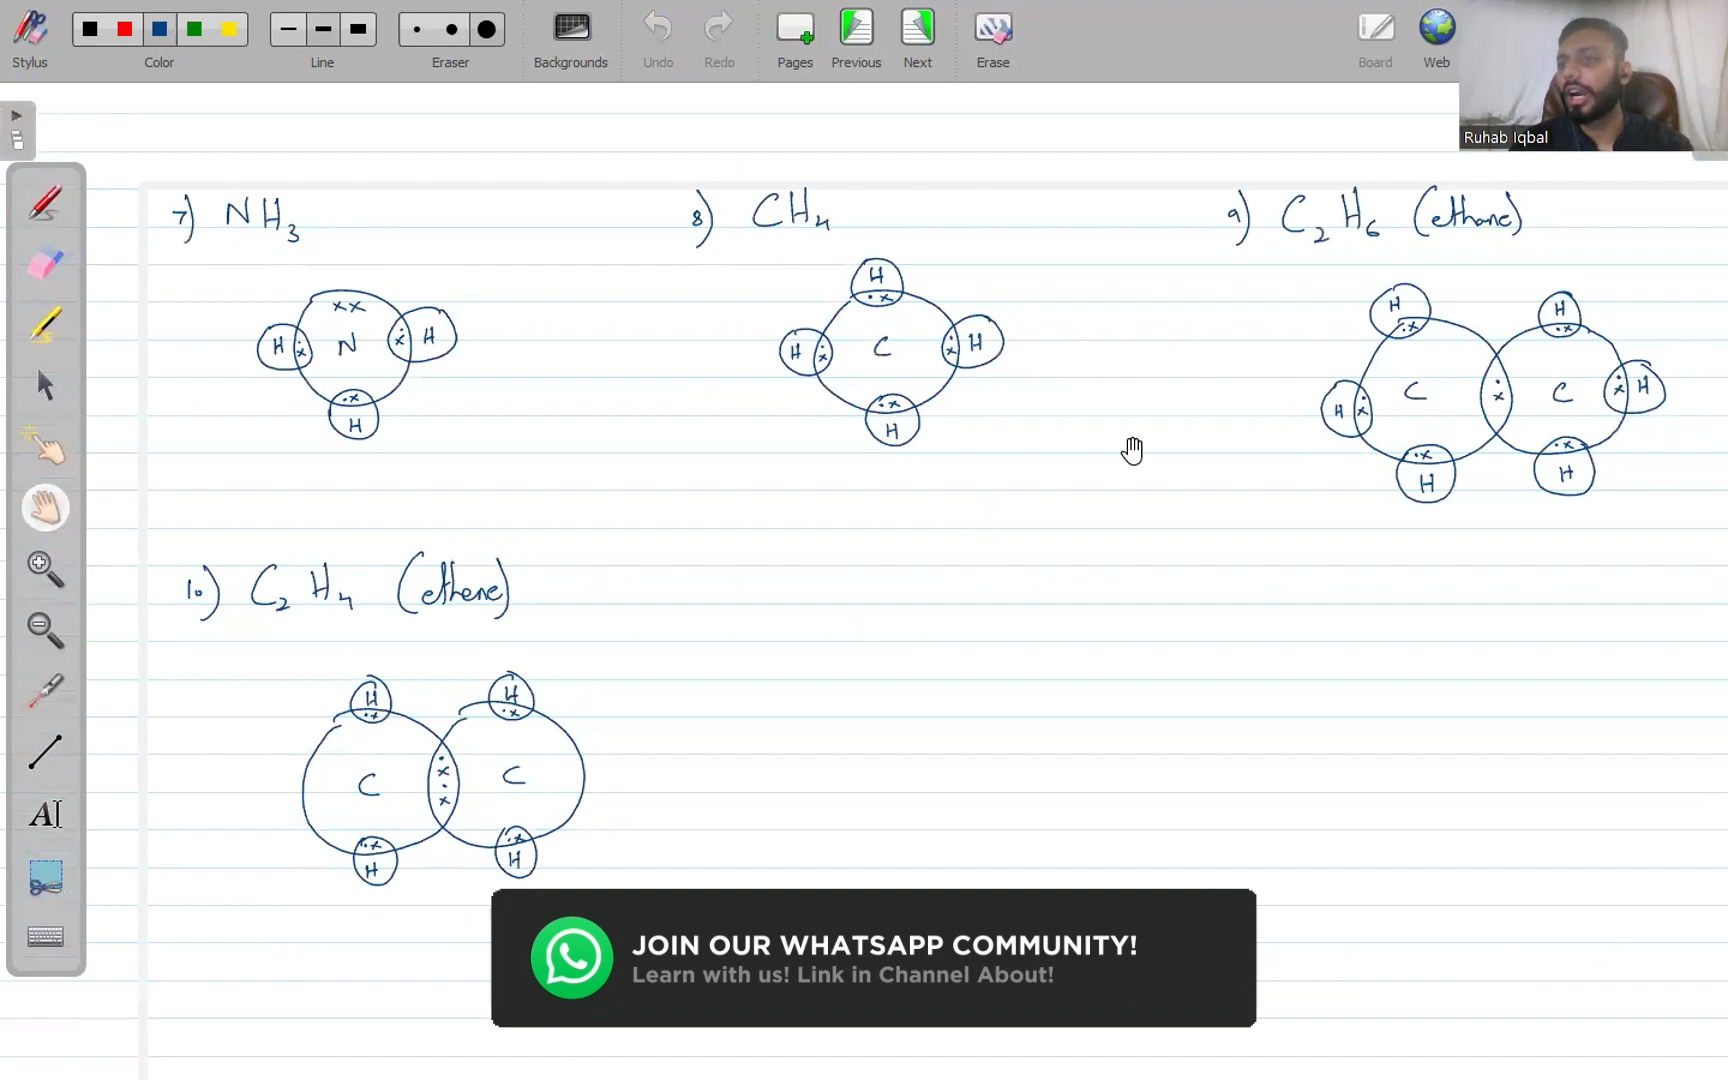 Stylus Color Line Eraser Backgrounds Undo Redo Pages Previous Next Erase Board Web
Ruhab Iqbal
7) NH3 8) CH4 9) C2H6 (ethane)
xx
H N H
H
H
H C H
H
H H
H C C H
H H
10) C2H4 (ethene)
H H
C C
H H
JOIN OUR WHATSAPP COMMUNITY!
Learn with us! Link in Channel About!